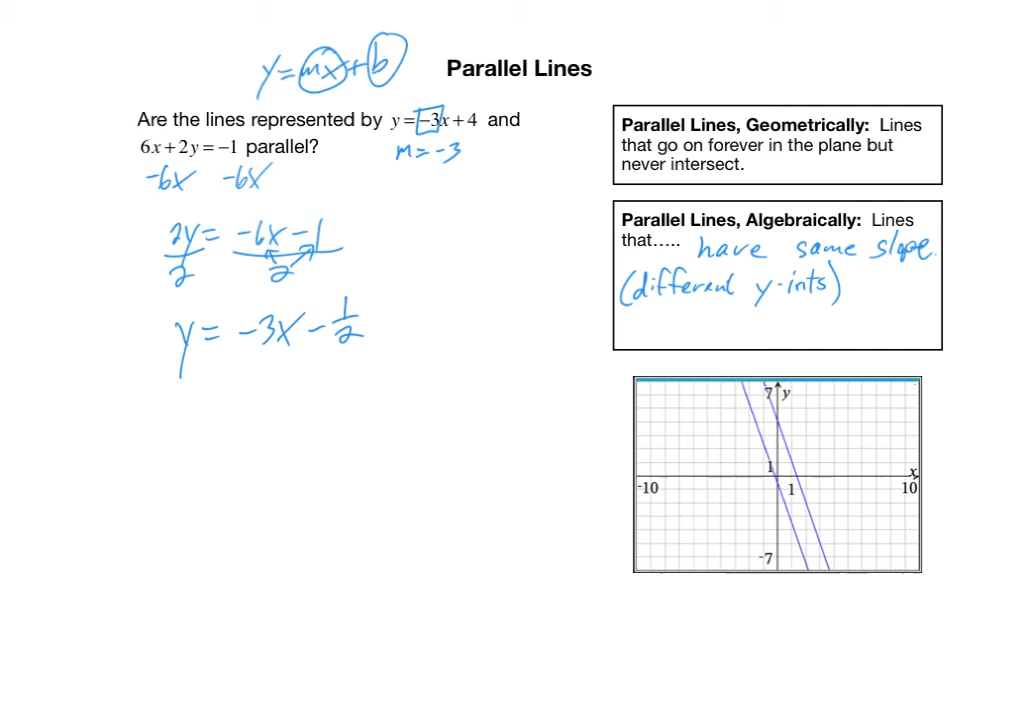 y = mx + b
Parallel Lines
Are the lines represented by y = −3x + 4 and
6x + 2y = −1 parallel?
m = −3
−6x −6x
2y = −6x − 1
2 2
y = −3x − 1/2
Parallel Lines, Geometrically: Lines
that go on forever in the plane but
never intersect.
Parallel Lines, Algebraically: Lines
that..... have same slope.
(different y-ints)
7 y
1 x
-10 1 10
-7